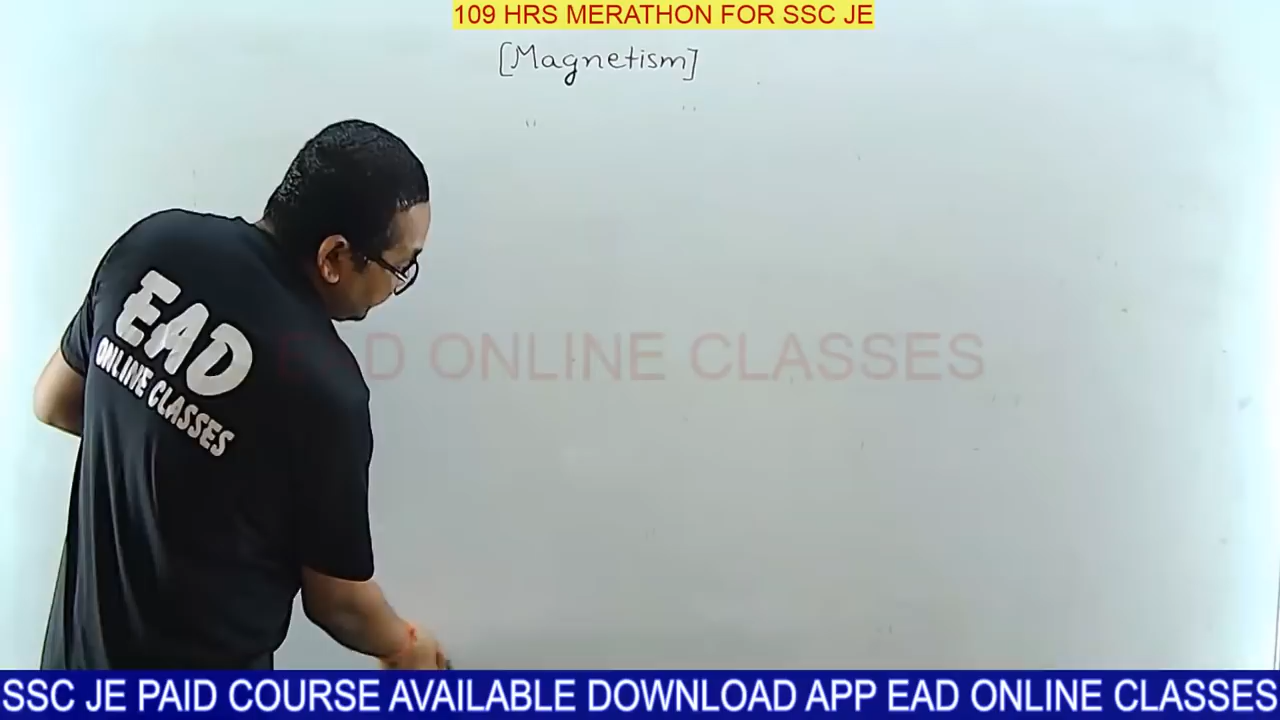 109 HRS MERATHON FOR SSC JE
[Magnetism]
EAD
ONLINE CLASSES
EAD ONLINE CLASSES
SSC JE PAID COURSE AVAILABLE DOWNLOAD APP EAD ONLINE CLASSES